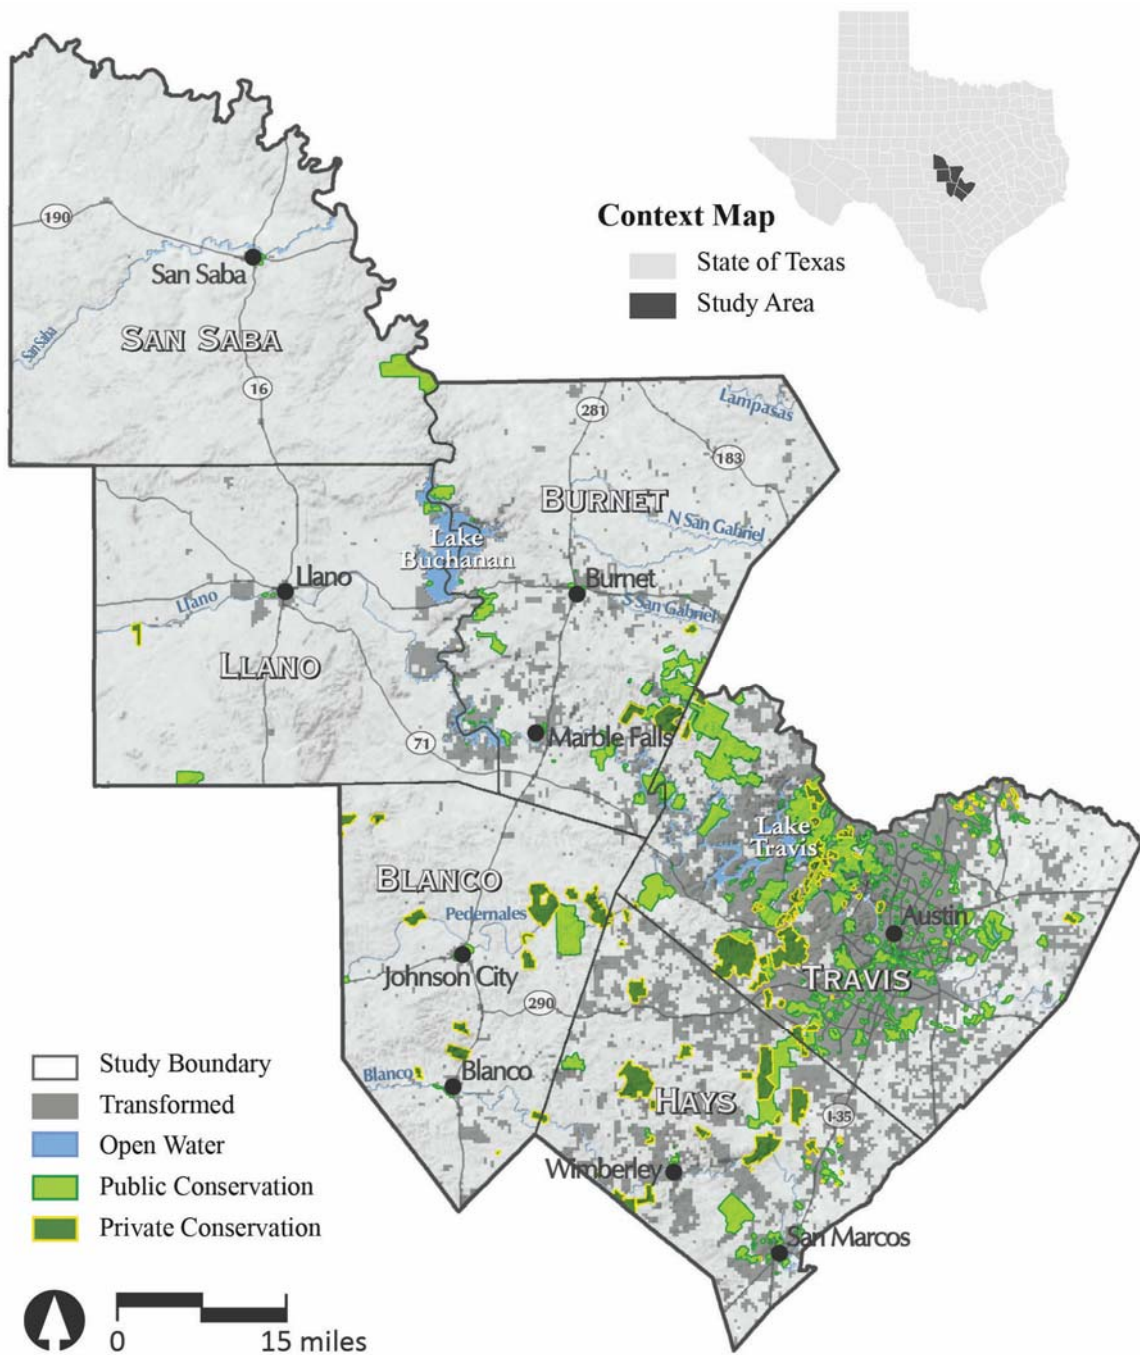 Context Map
State of Texas
Study Area
190
San Saba
San Saba
SAN SABA
16
281
Lampasas
183
BURNET
N San Gabriel
Lake
Buchanan
Llano
Burnet
Llano
S San Gabriel
LLANO
71
Marble Falls
Lake
Travis
BLANCO
Pedernales
Austin
Johnson City
TRAVIS
290
Study Boundary
Transformed
Open Water
Public Conservation
Private Conservation
Blanco
Blanco
HAYS
I-35
Wimberley
San Marcos
0
15 miles